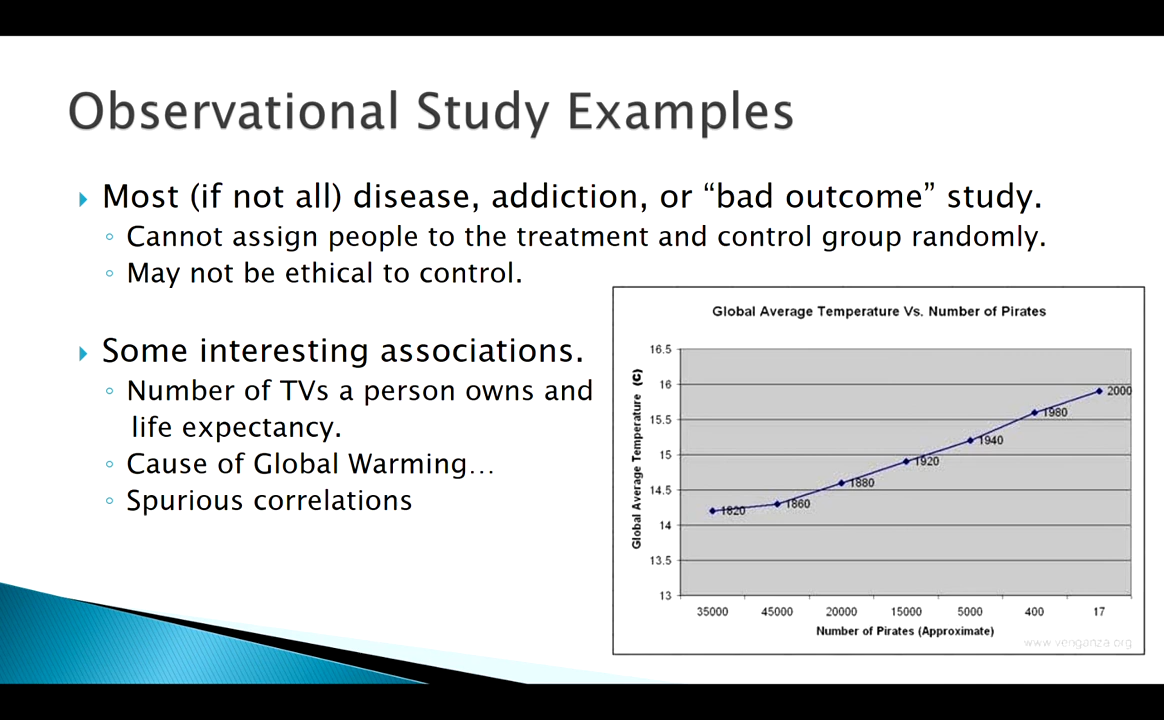 Observational Study Examples
Most (if not all) disease, addiction, or “bad outcome” study.
Cannot assign people to the treatment and control group randomly.
May not be ethical to control.
Some interesting associations.
Number of TVs a person owns and
life expectancy.
Cause of Global Warming…
Spurious correlations
Global Average Temperature Vs. Number of Pirates
Global Average Temperature (C)
16.5
16
15.5
15
14.5
14
13.5
13
1820
1860
1880
1920
1940
1980
2000
35000 45000 20000 15000 5000 400 17
Number of Pirates (Approximate)
www.venganza.org